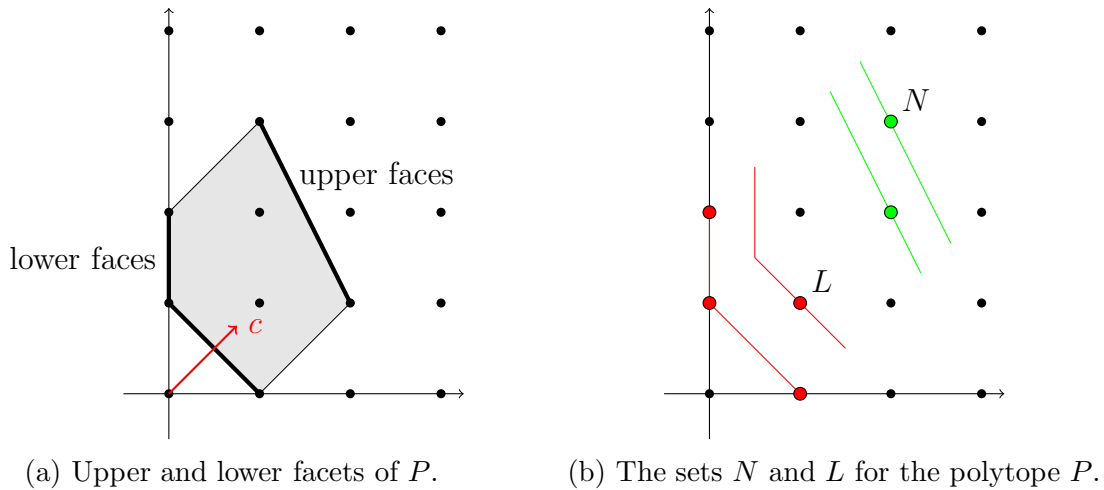 N
upper faces
lower faces
L
c
(a) Upper and lower facets of P.
(b) The sets N and L for the polytope P.